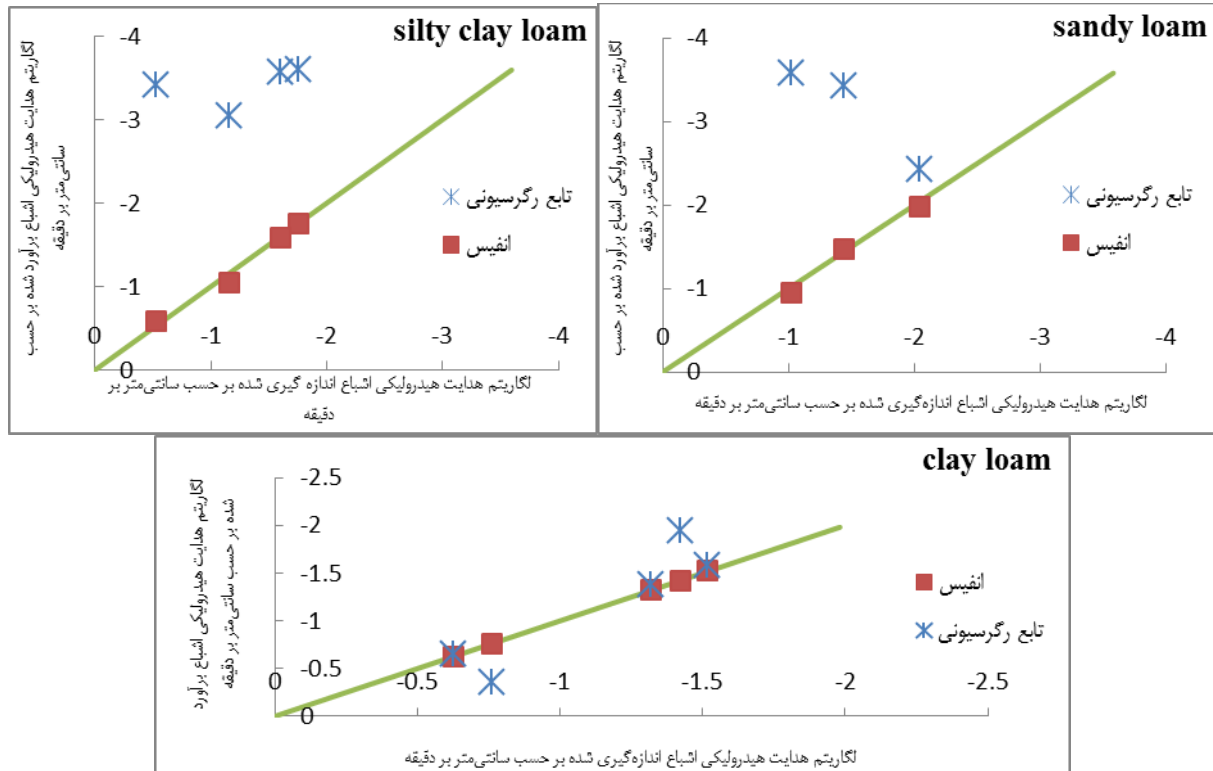 silty clay loam
-4
-3
-2
-1
0
0
-1
-2
-3
-4
لگاریتم هدایت هیدرولیکی اشباع برآورد شده بر حسب
سانتی‌متر بر دقیقه
تابع رگرسیونی
انفیس
لگاریتم هدایت هیدرولیکی اشباع اندازه گیری شده بر حسب سانتی‌متر بر
دقیقه
sandy loam
-4
-3
-2
-1
0
0
-1
-2
-3
-4
لگاریتم هدایت هیدرولیکی اشباع برآورد شده بر حسب
سانتی‌متر بر دقیقه
تابع رگرسیونی
انفیس
لگاریتم هدایت هیدرولیکی اشباع اندازه‌گیری شده بر حسب سانتی‌متر بر دقیقه
clay loam
-2.5
-2
-1.5
-1
-0.5
0
0
-0.5
-1
-1.5
-2
-2.5
لگاریتم هدایت هیدرولیکی اشباع برآورد
شده بر حسب سانتی‌متر بر دقیقه
انفیس
تابع رگرسیونی
لگاریتم هدایت هیدرولیکی اشباع اندازه‌گیری شده بر حسب سانتی‌متر بر دقیقه